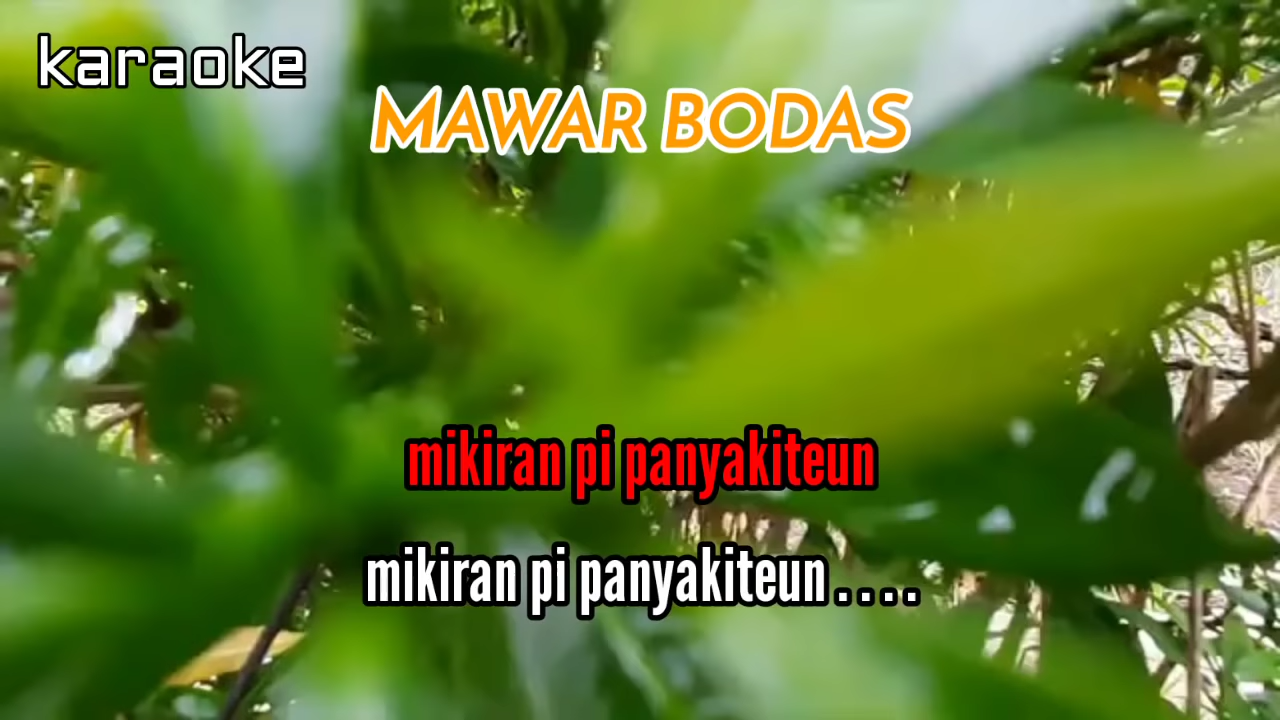 karaoke
MAWAR BODAS
mikiran pi panyakiteun
mikiran pi panyakiteun . . . .